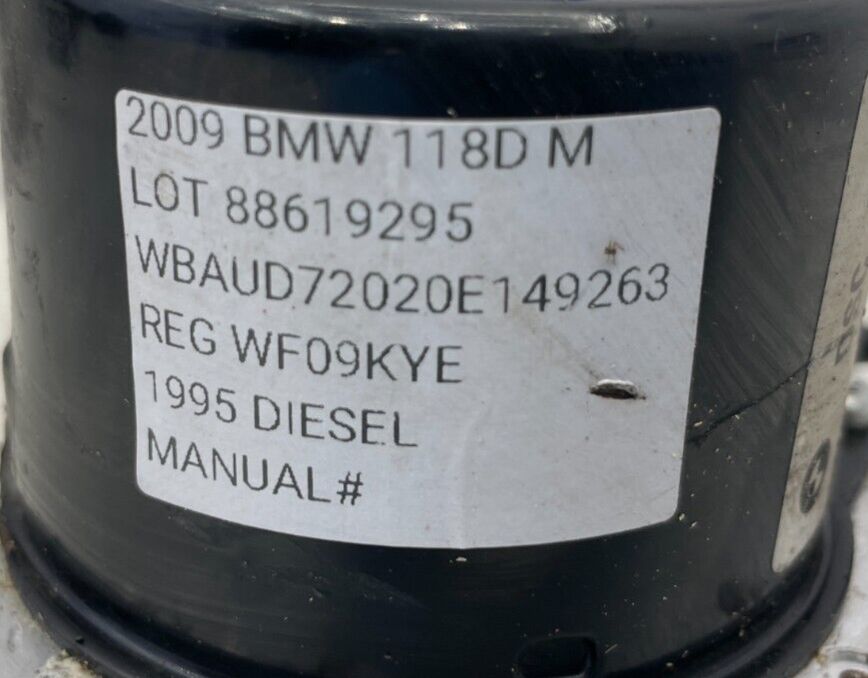 2009 BMW 118D M
LOT 88619295
WBAUD72020E149263
REG WF09KYE
1995 DIESEL
MANUAL#